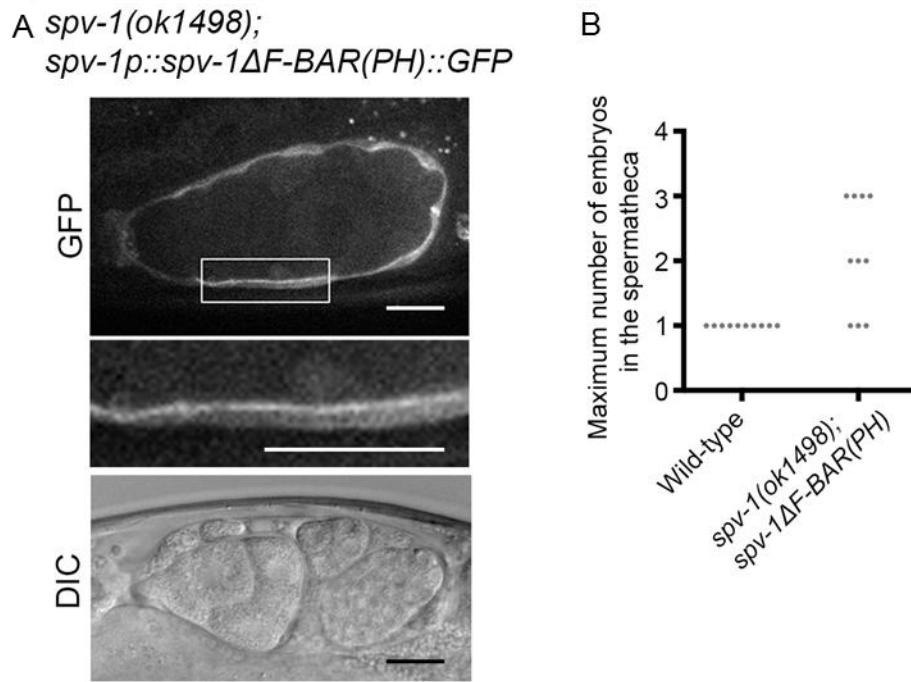 A spv-1(ok1498);
spv-1p::spv-1ΔF-BAR(PH)::GFP
GFP
DIC
B
Maximum number of embryos
in the spermatheca
4
3
2
1
0
Wild-type
spv-1(ok1498);
spv-1ΔF-BAR(PH)